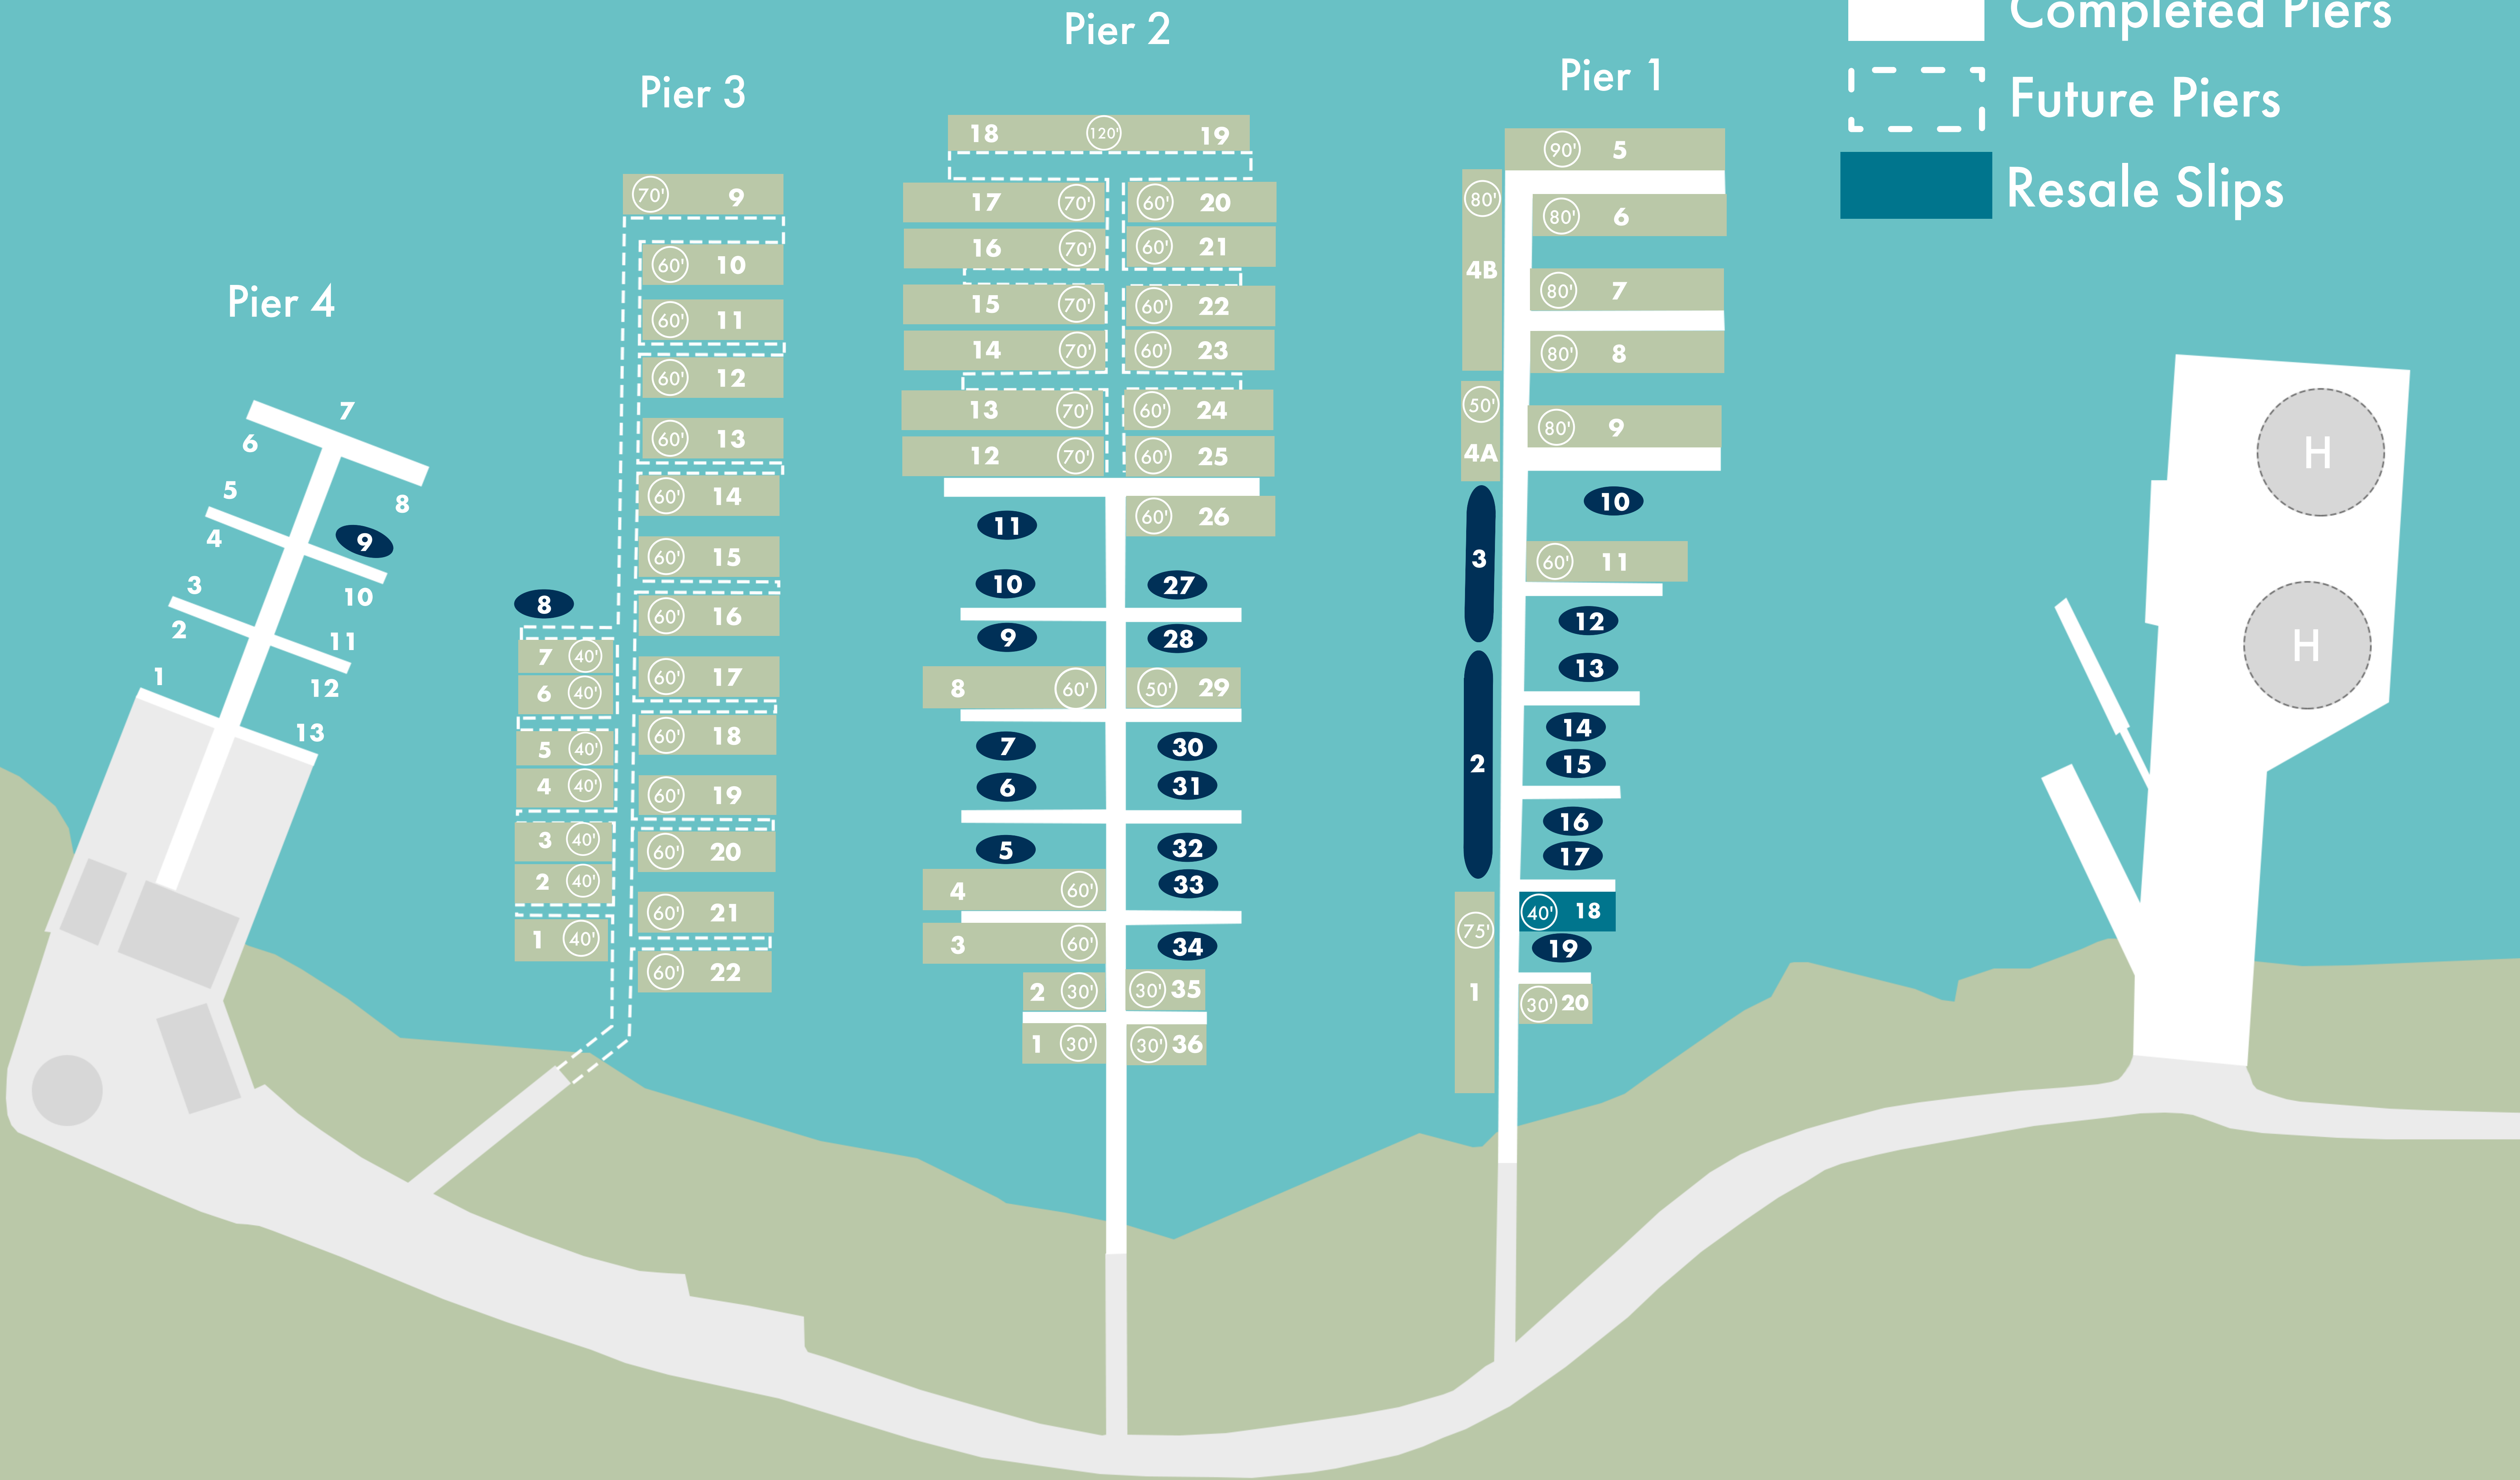 Completed Piers
Future Piers
Resale Slips
Pier 4
7
6
5
8
4
9
3
10
2
11
1
12
13
Pier 3
70' 9
60' 10
60' 11
60' 12
60' 13
60' 14
60' 15
8
60' 16
7 40'
60' 17
6 40'
60' 18
5 40'
4 40'
60' 19
3 40'
60' 20
2 40'
60' 21
1 40'
60' 22
Pier 2
18 120' 19
17 70' 60' 20
16 70' 60' 21
15 70' 60' 22
14 70' 60' 23
13 70' 60' 24
12 70' 60' 25
11 60' 26
10 27
9 28
8 60' 50' 29
7 30
6 31
5 32
4 60' 33
3 60' 34
2 30' 30' 35
1 30' 30' 36
Pier 1
90' 5
80' 80' 6
4B 80' 7
80' 8
50' 80' 9
4A
10
3 60' 11
12
13
14
2 15
16
17
75' 40' 18
19
1 30' 20
H
H